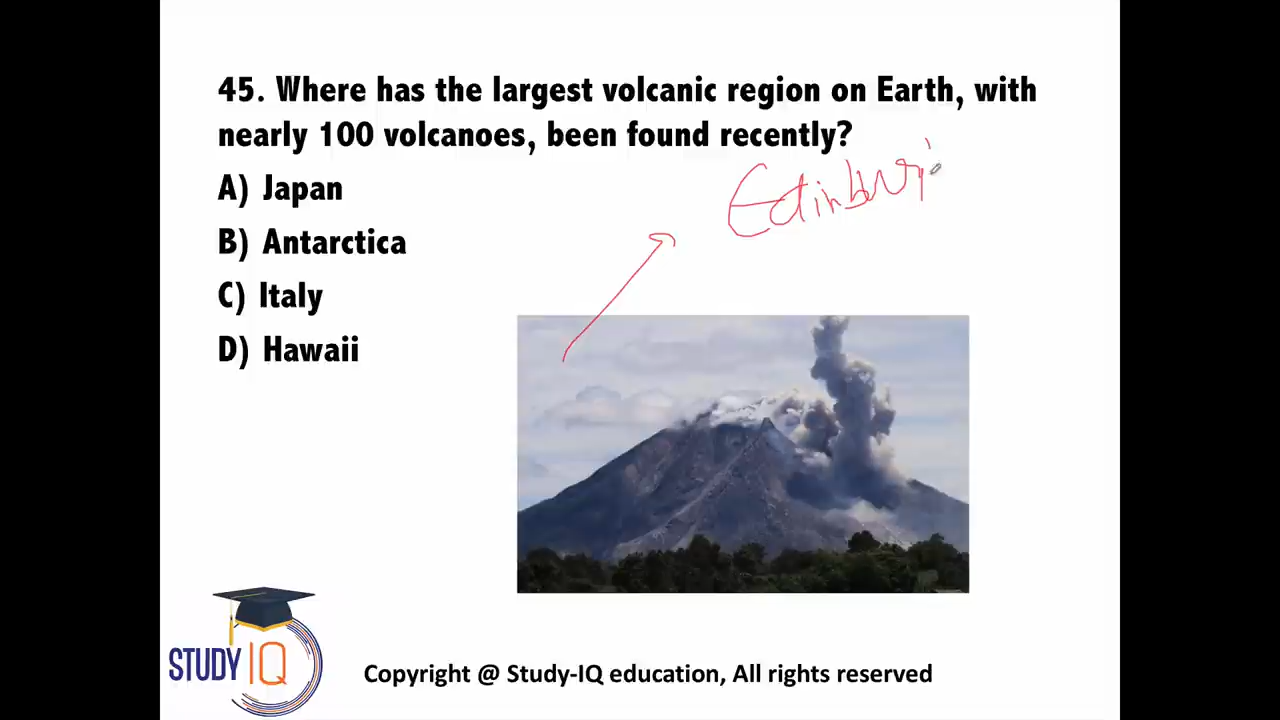 45. Where has the largest volcanic region on Earth, with
nearly 100 volcanoes, been found recently?
A) Japan
B) Antarctica
C) Italy
D) Hawaii
STUDY IQ
Copyright @ Study-IQ education, All rights reserved